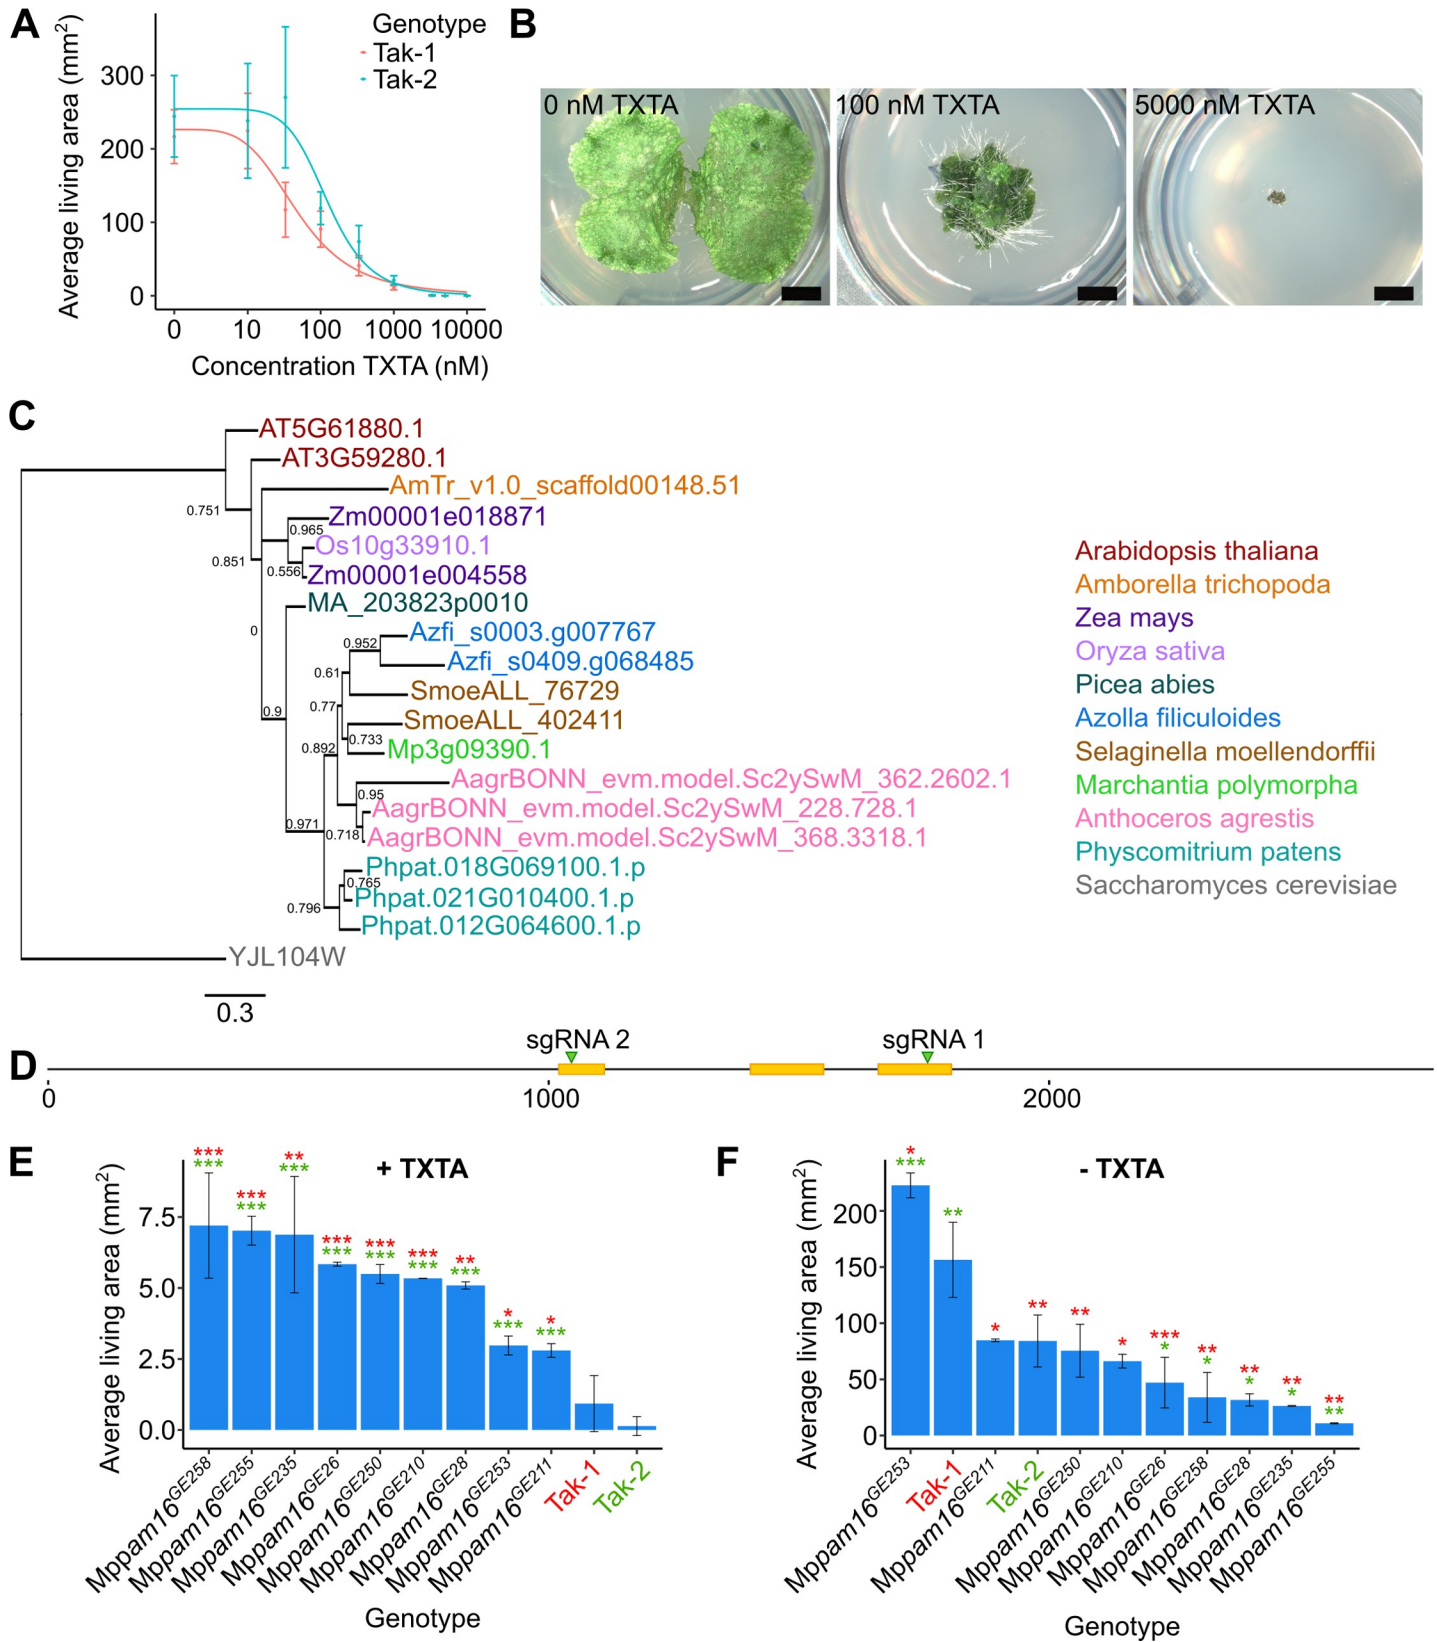 A
Average living area (mm²)
300
200
100
0
0 10 100 1000 10000
Concentration TXTA (nM)
Genotype
Tak-1
Tak-2
B
0 nM TXTA
100 nM TXTA
5000 nM TXTA
C
AT5G61880.1
AT3G59280.1
AmTr_v1.0_scaffold00148.51
0.751
Zm00001e018871
0.965
Os10g33910.1
0.851
0.556
Zm00001e004558
MA_203823p0010
0
Azfi_s0003.g007767
0.952
Azfi_s0409.g068485
0.61
SmoeALL_76729
0.77
0.9
SmoeALL_402411
0.733
0.892
Mp3g09390.1
AagrBONN_evm.model.Sc2ySwM_362.2602.1
0.95
AagrBONN_evm.model.Sc2ySwM_228.728.1
0.971
0.718
AagrBONN_evm.model.Sc2ySwM_368.3318.1
Phpat.018G069100.1.p
0.765
Phpat.021G010400.1.p
0.796
Phpat.012G064600.1.p
YJL104W
0.3
Arabidopsis thaliana
Amborella trichopoda
Zea mays
Oryza sativa
Picea abies
Azolla filiculoides
Selaginella moellendorffii
Marchantia polymorpha
Anthoceros agrestis
Physcomitrium patens
Saccharomyces cerevisiae
D
sgRNA 2
sgRNA 1
0 1000 2000
E
+ TXTA
Average living area (mm²)
7.5
5.0
2.5
0.0
*** *** ** *** *** *** ** * *
*** *** *** *** *** *** *** *** ***
Mppam16GE258
Mppam16GE255
Mppam16GE235
Mppam16GE26
Mppam16GE250
Mppam16GE210
Mppam16GE28
Mppam16GE253
Mppam16GE211
Tak-1
Tak-2
Genotype
F
- TXTA
Average living area (mm²)
200
150
100
50
0
* * ** ** * *** ** ** ** **
*** ** * * * * **
Mppam16GE253
Tak-1
Mppam16GE211
Tak-2
Mppam16GE250
Mppam16GE210
Mppam16GE26
Mppam16GE258
Mppam16GE28
Mppam16GE235
Mppam16GE255
Genotype